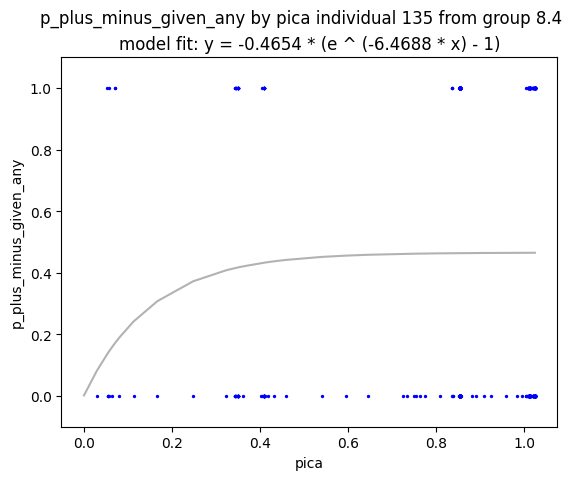 p_plus_minus_given_any by pica individual 135 from group 8.4
model fit: y = -0.4654 * (e ^ (-6.4688 * x) - 1)
1.0
0.8
0.6
0.4
0.2
0.0
p_plus_minus_given_any
0.0 0.2 0.4 0.6 0.8 1.0
pica